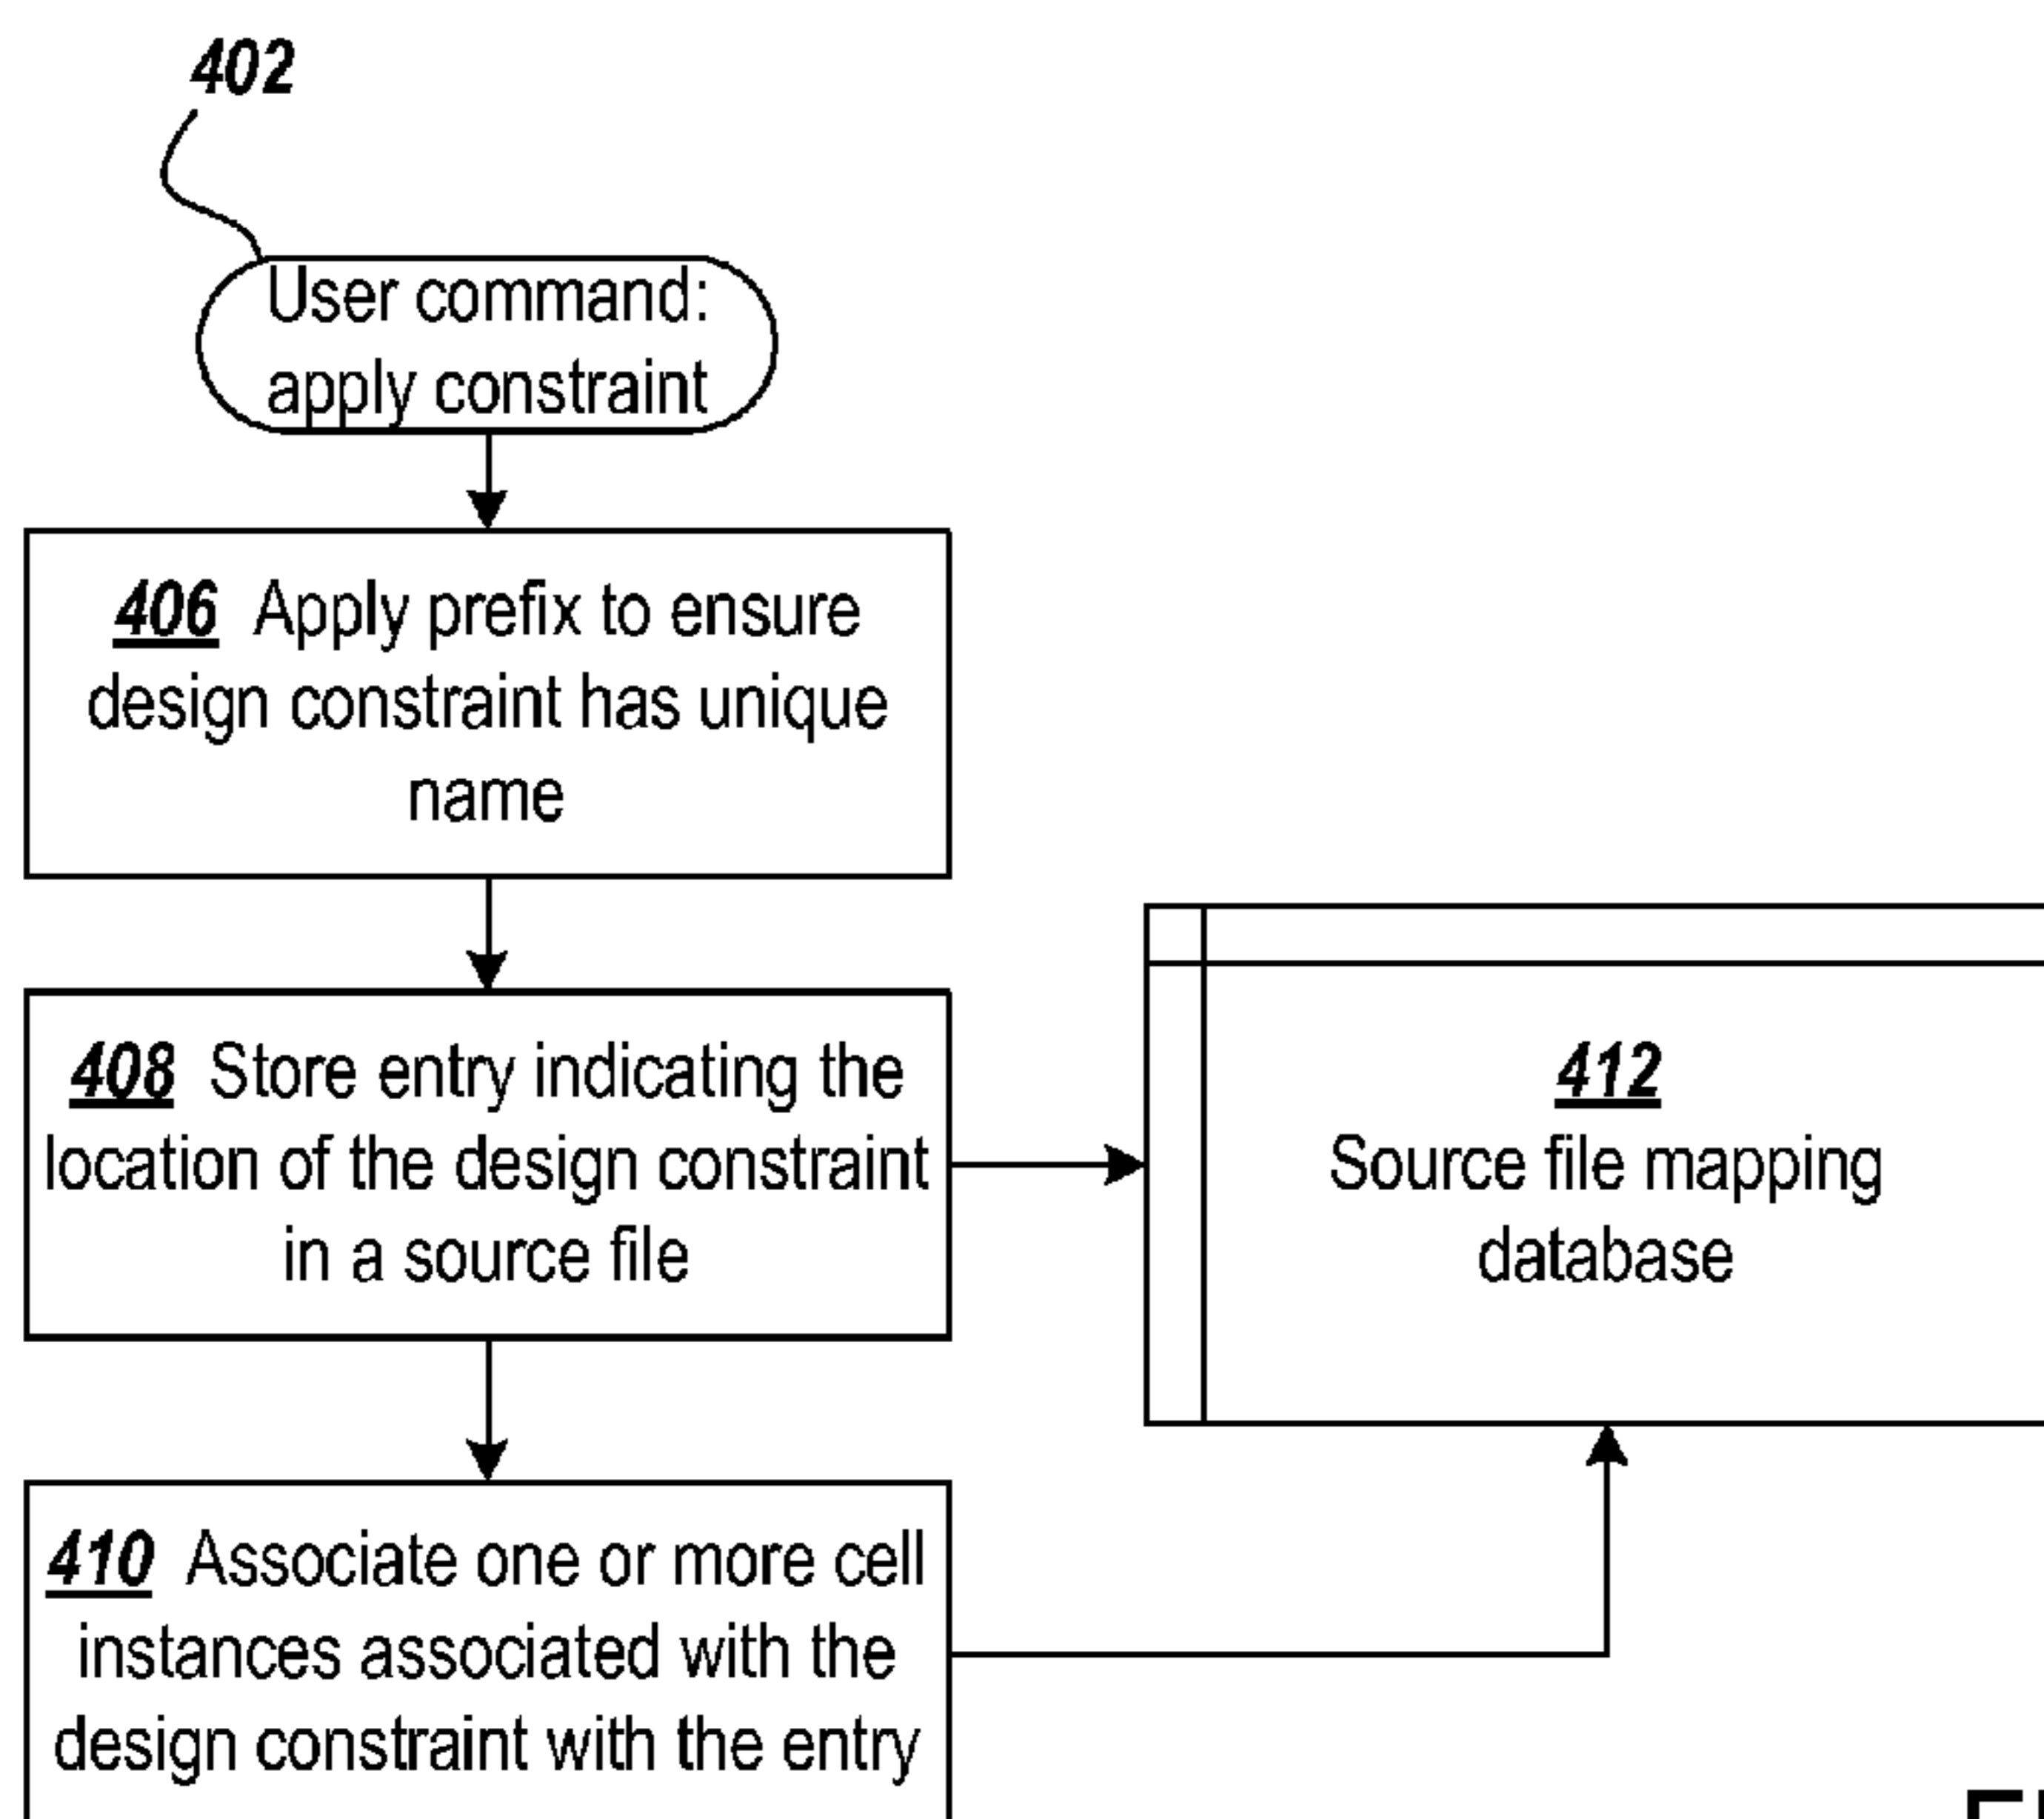 402
User command:
apply constraint
406 Apply prefix to ensure
design constraint has unique
name
408 Store entry indicating the
location of the design constraint
in a source file
412
Source file mapping
database
410 Associate one or more cell
instances associated with the
design constraint with the entry